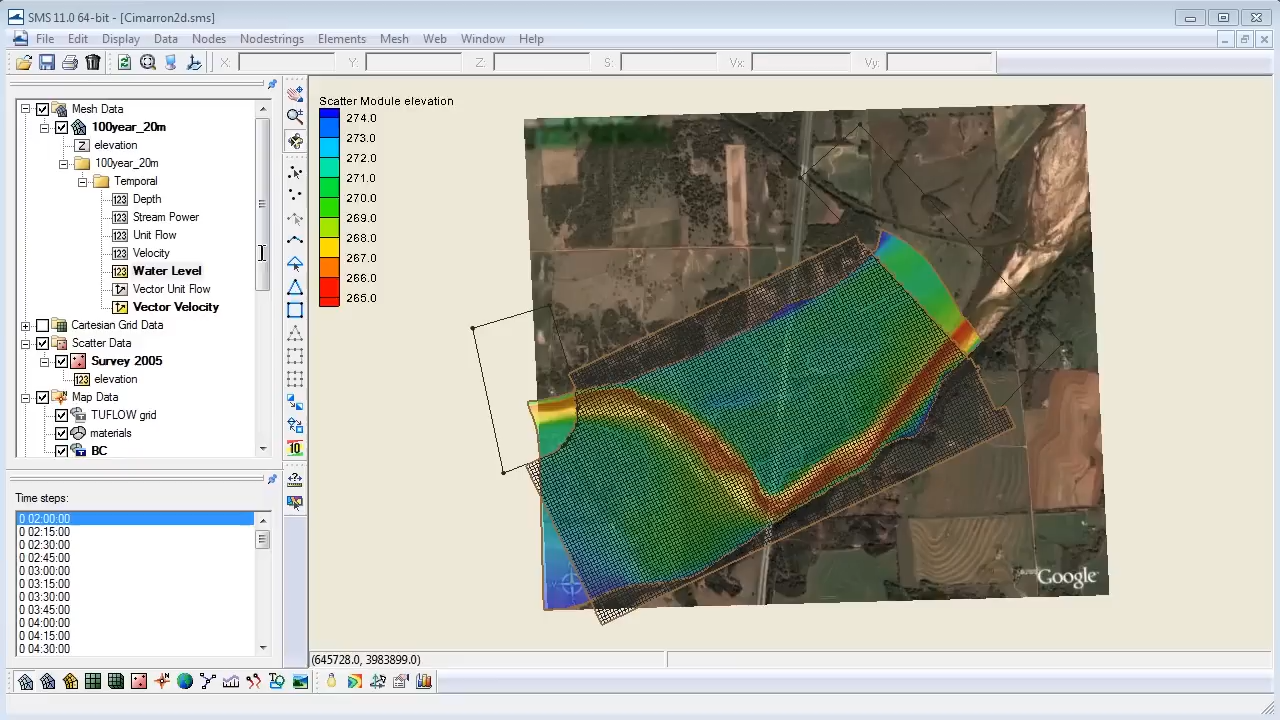 SMS 11.0 64-bit - [Cimarron2d.sms]
File Edit Display Data Nodes Nodestrings Elements Mesh Web Window Help
X: Y: Z: S: Vx: Vy:
Mesh Data
100year_20m
Z elevation
100year_20m
Temporal
123 Depth
123 Stream Power
123 Unit Flow
123 Velocity
123 Water Level
Vector Unit Flow
Vector Velocity
Cartesian Grid Data
Scatter Data
Survey 2005
123 elevation
Map Data
TUFLOW grid
materials
BC
10
Time steps:
0 02:00:00
0 02:15:00
0 02:30:00
0 02:45:00
0 03:00:00
0 03:15:00
0 03:30:00
0 03:45:00
0 04:00:00
0 04:15:00
0 04:30:00
Scatter Module elevation
274.0
273.0
272.0
271.0
270.0
269.0
268.0
267.0
266.0
265.0
Google
(645728.0, 3983899.0)